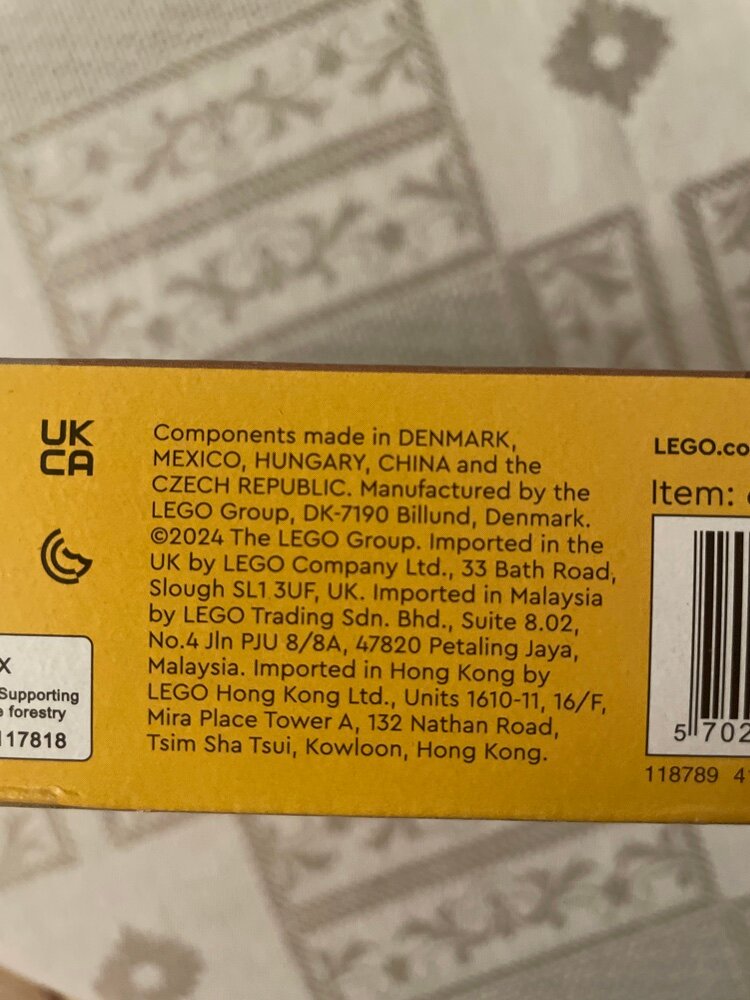 UK
CA
X
Supporting
forestry
117818
Components made in DENMARK,
MEXICO, HUNGARY, CHINA and the
CZECH REPUBLIC. Manufactured by the
LEGO Group, DK-7190 Billund, Denmark.
©2024 The LEGO Group. Imported in the
UK by LEGO Company Ltd., 33 Bath Road,
Slough SL1 3UF, UK. Imported in Malaysia
by LEGO Trading Sdn. Bhd., Suite 8.02,
No.4 Jln PJU 8/8A, 47820 Petaling Jaya,
Malaysia. Imported in Hong Kong by
LEGO Hong Kong Ltd., Units 1610-11, 16/F,
Mira Place Tower A, 132 Nathan Road,
Tsim Sha Tsui, Kowloon, Hong Kong.
LEGO.co
Item:
5 702
118789 41